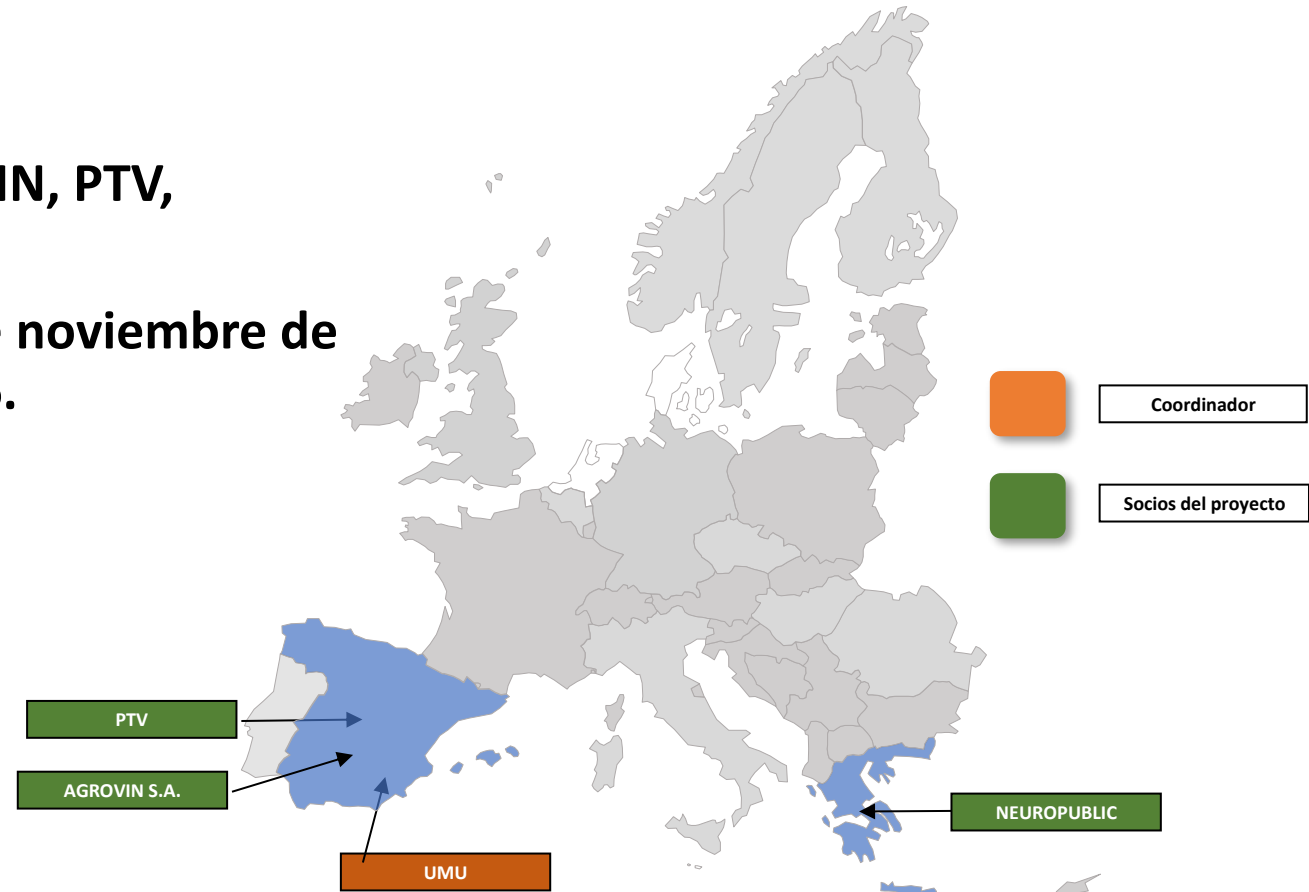 IN, PTV,
noviembre de
Coordinador
Socios del proyecto
PTV
AGROVIN S.A.
NEUROPUBLIC
UMU